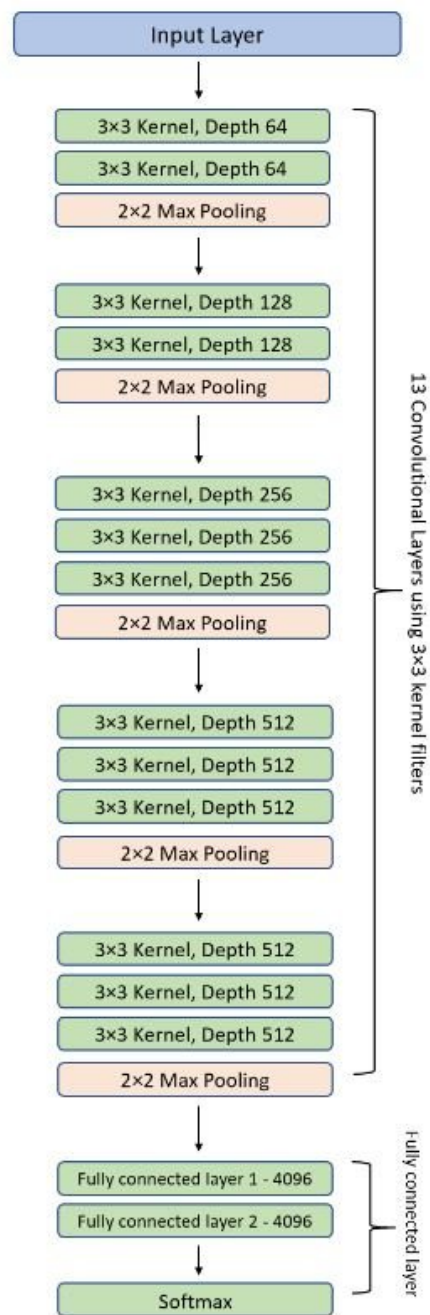 Input Layer
3×3 Kernel, Depth 64
3×3 Kernel, Depth 64
2×2 Max Pooling
3×3 Kernel, Depth 128
3×3 Kernel, Depth 128
2×2 Max Pooling
3×3 Kernel, Depth 256
3×3 Kernel, Depth 256
3×3 Kernel, Depth 256
2×2 Max Pooling
3×3 Kernel, Depth 512
3×3 Kernel, Depth 512
3×3 Kernel, Depth 512
2×2 Max Pooling
3×3 Kernel, Depth 512
3×3 Kernel, Depth 512
3×3 Kernel, Depth 512
2×2 Max Pooling
13 Convolutional Layers using 3×3 kernel filters
Fully connected layer 1 - 4096
Fully connected layer 2 - 4096
Softmax
Fully connected
layer